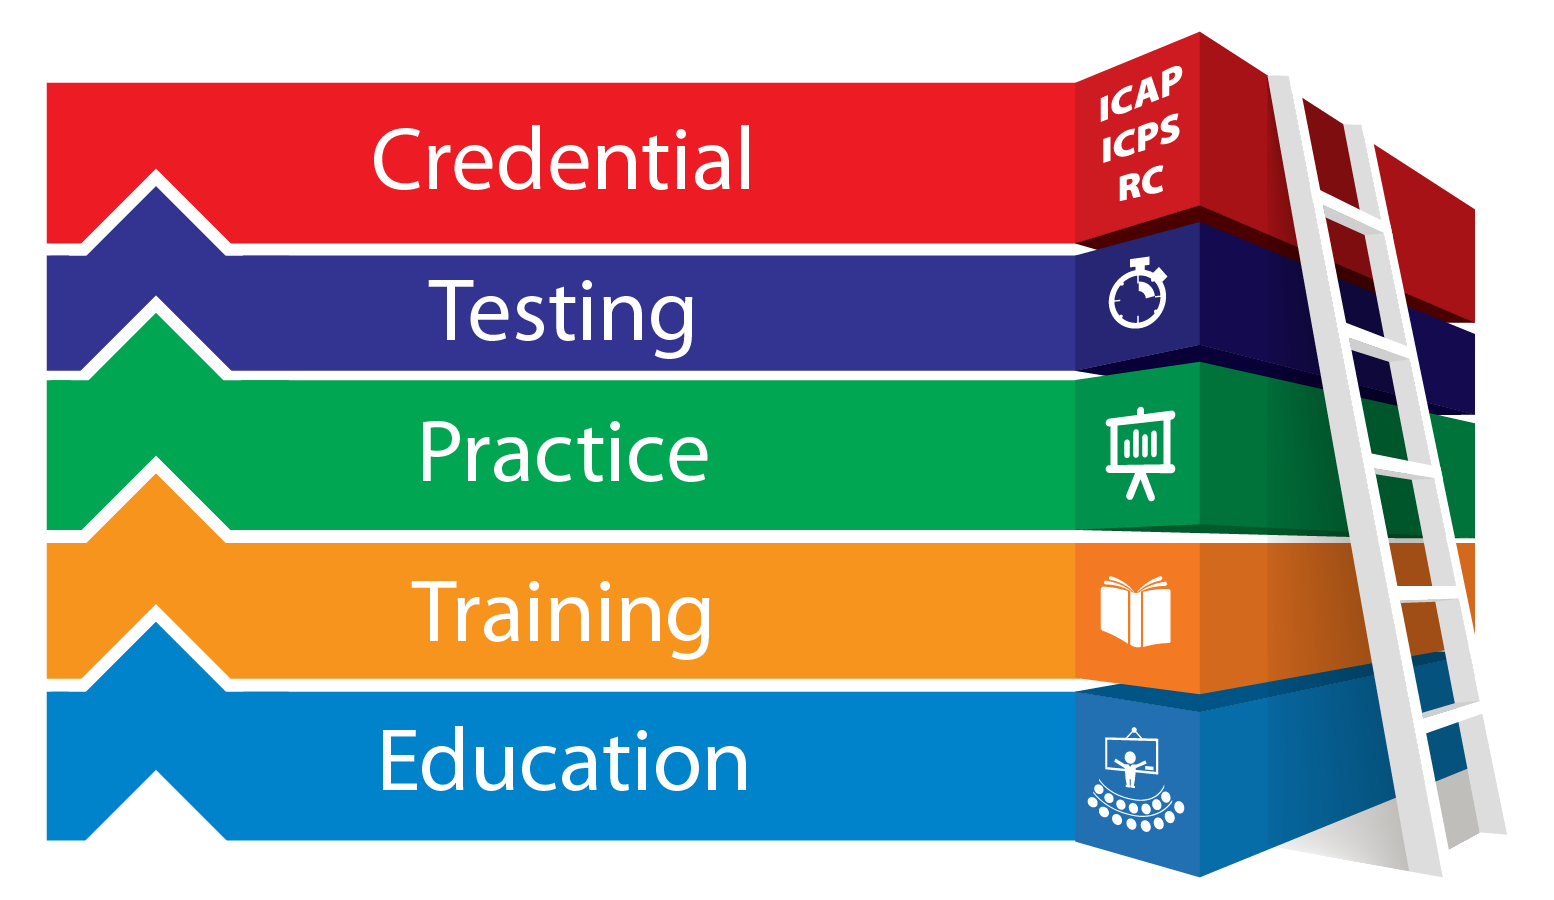 Credential
ICAP
ICPS
RC
Testing
Practice
Training
Education